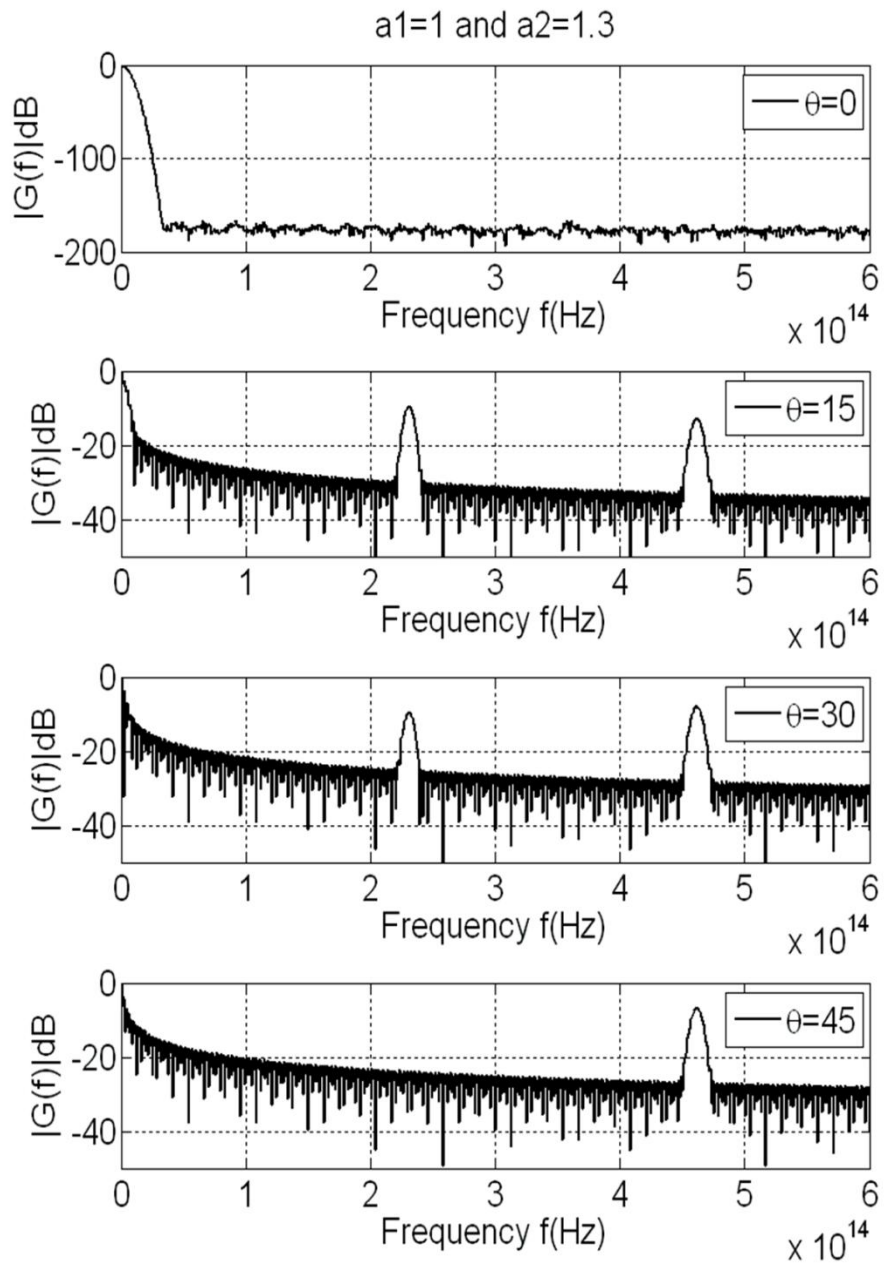 a1=1 and a2=1.3
0
-100
-200
|G(f)|dB
θ=0
0 1 2 3 4 5 6
Frequency f(Hz)
x 10^14
0
-20
-40
|G(f)|dB
θ=15
0 1 2 3 4 5 6
Frequency f(Hz)
x 10^14
0
-20
-40
|G(f)|dB
θ=30
0 1 2 3 4 5 6
Frequency f(Hz)
x 10^14
0
-20
-40
|G(f)|dB
θ=45
0 1 2 3 4 5 6
Frequency f(Hz)
x 10^14